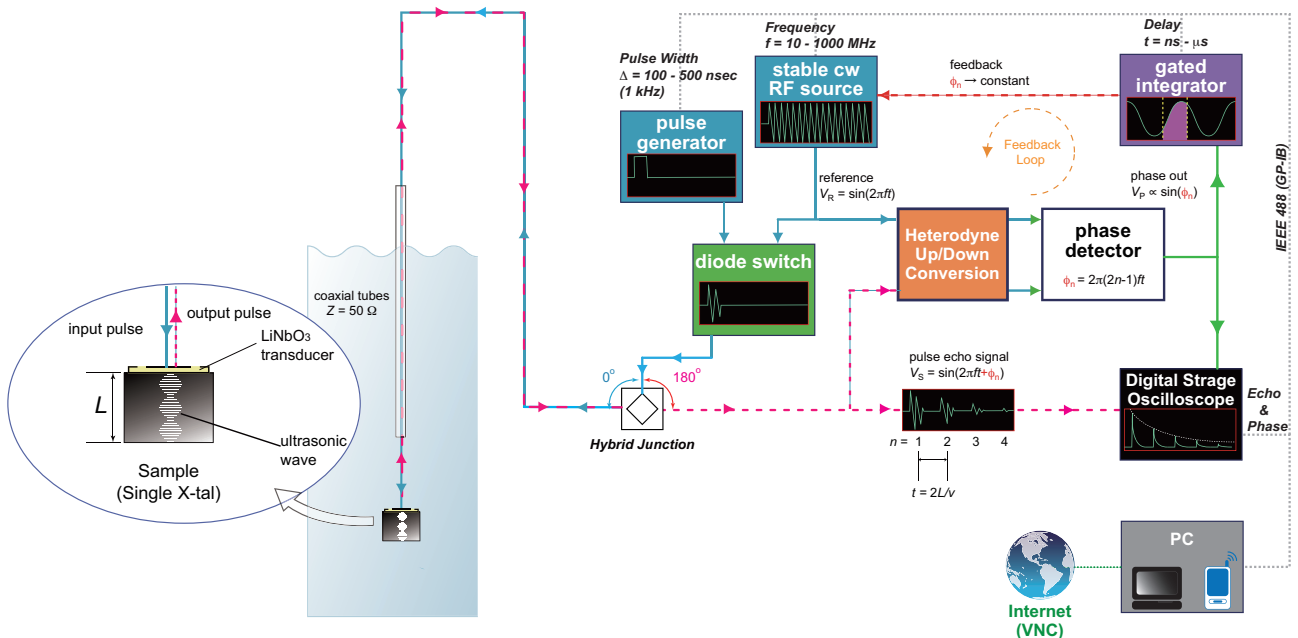 Frequency
f = 10 - 1000 MHz
Delay
t = ns - μs
Pulse Width
Δ = 100 - 500 nsec
(1 kHz)
stable cw
RF source
feedback
ϕn → constant
gated
integrator
pulse
generator
Feedback
Loop
reference
VR = sin(2πft)
phase out
VP ∝ sin(ϕn)
IEEE 488 (GP-IB)
Heterodyne
Up/Down
Conversion
phase
detector
ϕn = 2π(2n-1)ft
diode switch
coaxial tubes
Z = 50 Ω
input pulse
output pulse
LiNbO3
transducer
L
ultrasonic
wave
Sample
(Single X-tal)
0°
180°
Hybrid Junction
pulse echo signal
VS = sin(2πft+ϕn)
n = 1 2 3 4
t = 2L/v
Digital Strage
Oscilloscope
Echo
&
Phase
PC
Internet
(VNC)